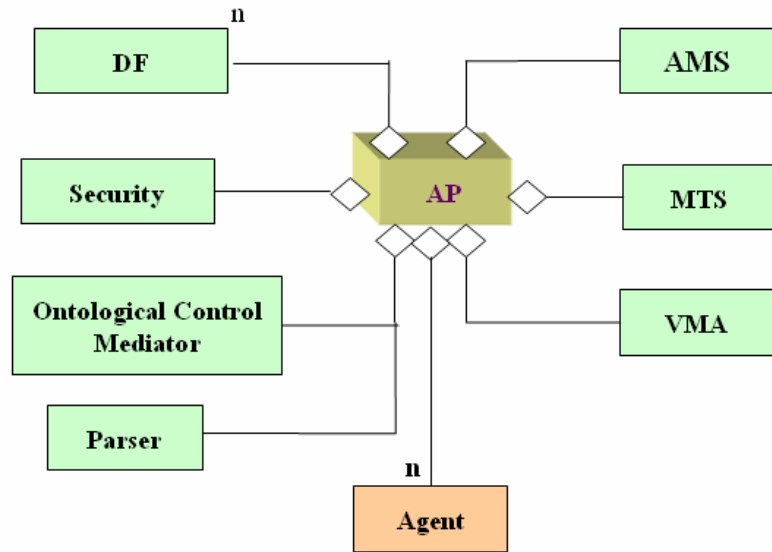 n
DF
AMS
Security
AP
MTS
Ontological Control
Mediator
VMA
Parser
n
Agent